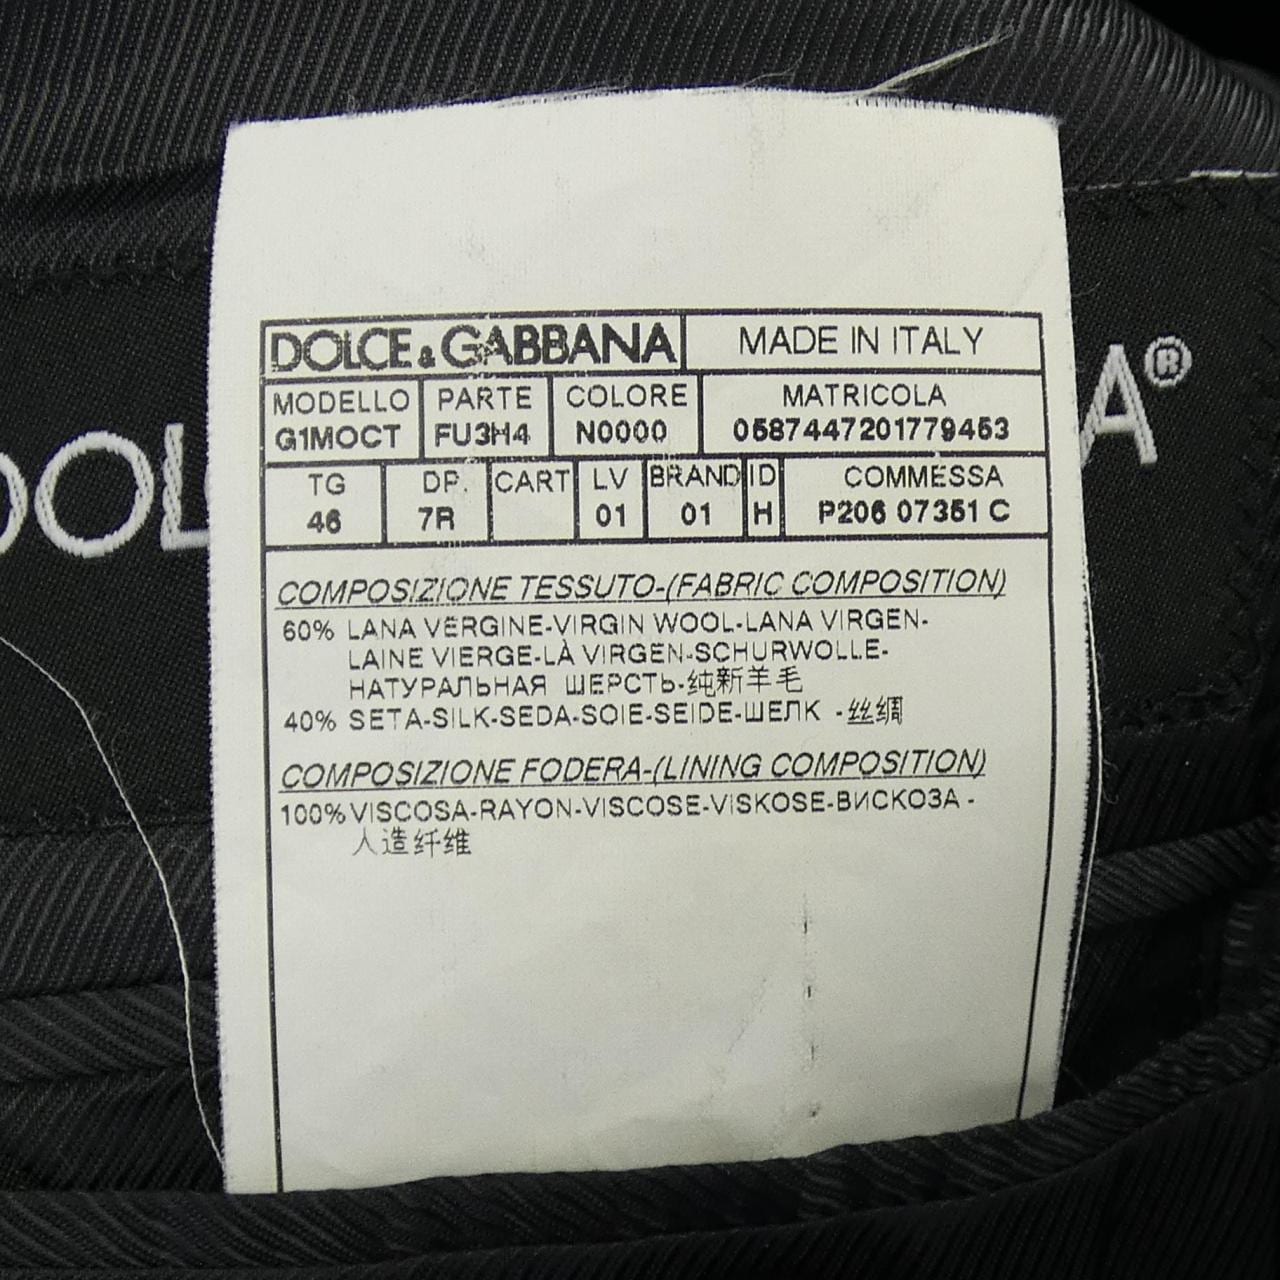 DOLCE & GABBANA MADE IN ITALY
MODELLO PARTE COLORE MATRICOLA
G1MOCT FU3H4 N0000 0587447201779453
TG DP. CART LV BRAND ID COMMESSA
46 7R 01 01 H P206 07351 C
COMPOSIZIONE TESSUTO-(FABRIC COMPOSITION)
60% LANA VERGINE-VIRGIN WOOL-LANA VIRGEN-
LAINE VIERGE-LÀ VIRGEN-SCHURWOLLE-
НАТУРАЛЬНАЯ ШЕРСТЬ-纯新羊毛
40% SETA-SILK-SEDA-SOIE-SEIDE-ШЕЛК -丝绸
COMPOSIZIONE FODERA-(LINING COMPOSITION)
100% VISCOSA-RAYON-VISCOSE-VISKOSE-ВИСКОЗА -
人造纤维
DOL A®